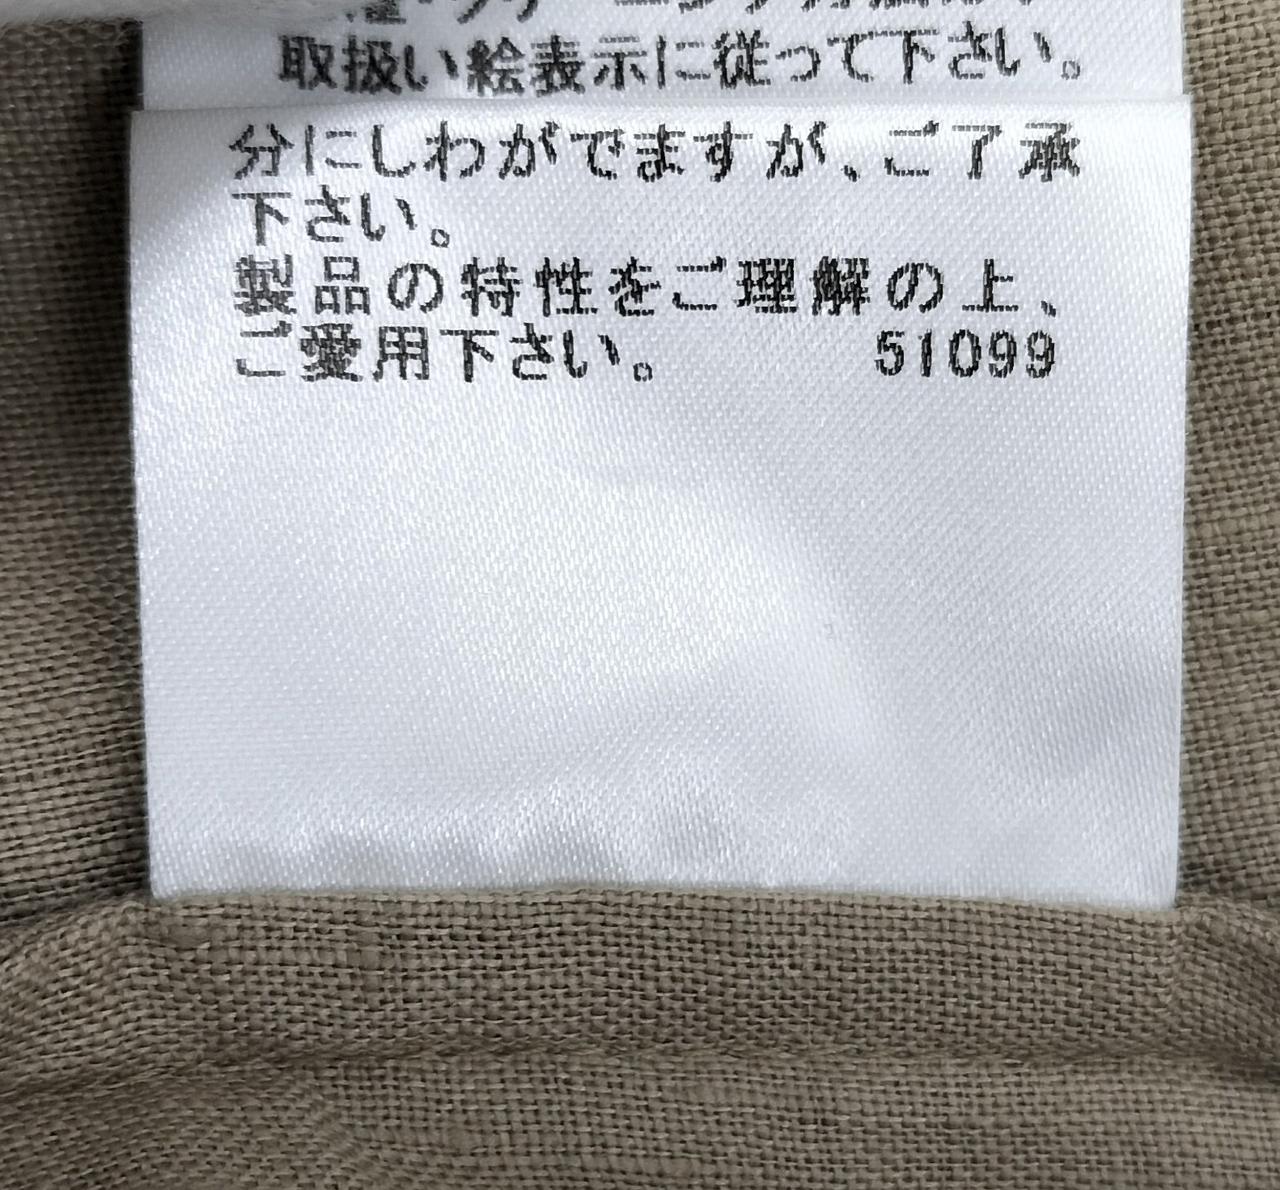 取扱い絵表示に従って下さい。
分にしわがでますが、ご了承
下さい。
製品の特性をご理解の上、
ご愛用下さい。 51099